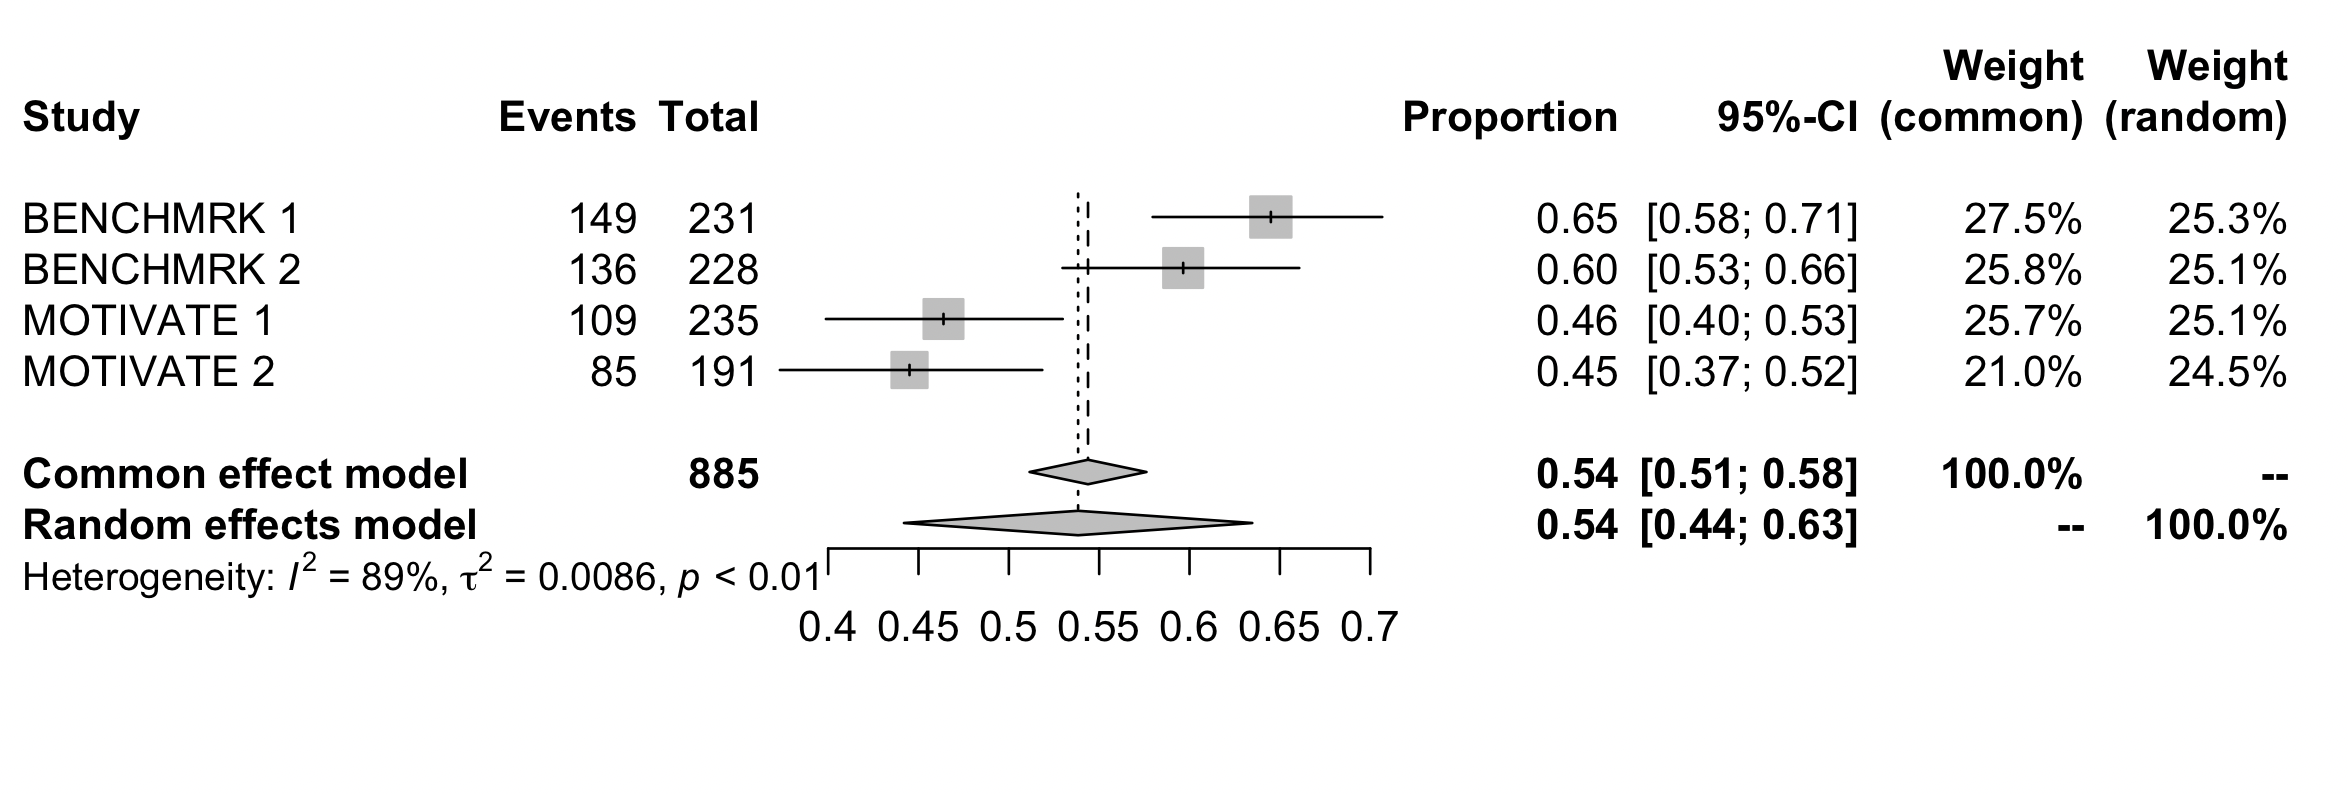 Weight Weight
Study Events Total Proportion 95%-CI (common) (random)
BENCHMRK 1 149 231 0.65 [0.58; 0.71] 27.5% 25.3%
BENCHMRK 2 136 228 0.60 [0.53; 0.66] 25.8% 25.1%
MOTIVATE 1 109 235 0.46 [0.40; 0.53] 25.7% 25.1%
MOTIVATE 2 85 191 0.45 [0.37; 0.52] 21.0% 24.5%
Common effect model 885 0.54 [0.51; 0.58] 100.0% --
Random effects model 0.54 [0.44; 0.63] -- 100.0%
Heterogeneity: I² = 89%, τ² = 0.0086, p < 0.01
0.4 0.45 0.5 0.55 0.6 0.65 0.7